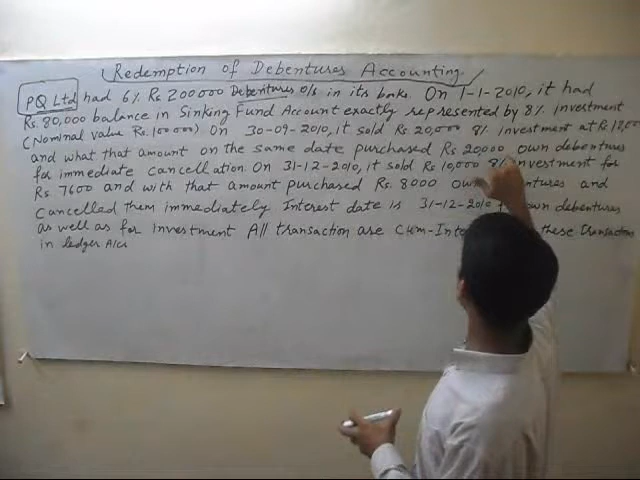 Redemption of Debentures Accounting
PQ Ltd had 6% Rs 200000 Debentures o/s in its books. On 1-1-2010, it had
Rs. 80,000 balance in Sinking Fund Account exactly represented by 8% investment
(Nominal value Rs. 100000) On 30-09-2010, it sold Rs 20,000 8% investment at Rs
and what that amount on the same date purchased Rs 20000 own debentures
for immediate cancellation. On 31-12-2010, it sold Rs 10,000 8% investment for
Rs 7600 and with that amount purchased Rs. 8000 own and
cancelled them immediately Interest date is 31-12-2010 own debentures
as well as for investment All transaction are Cum- these transaction
in ledger A/cs